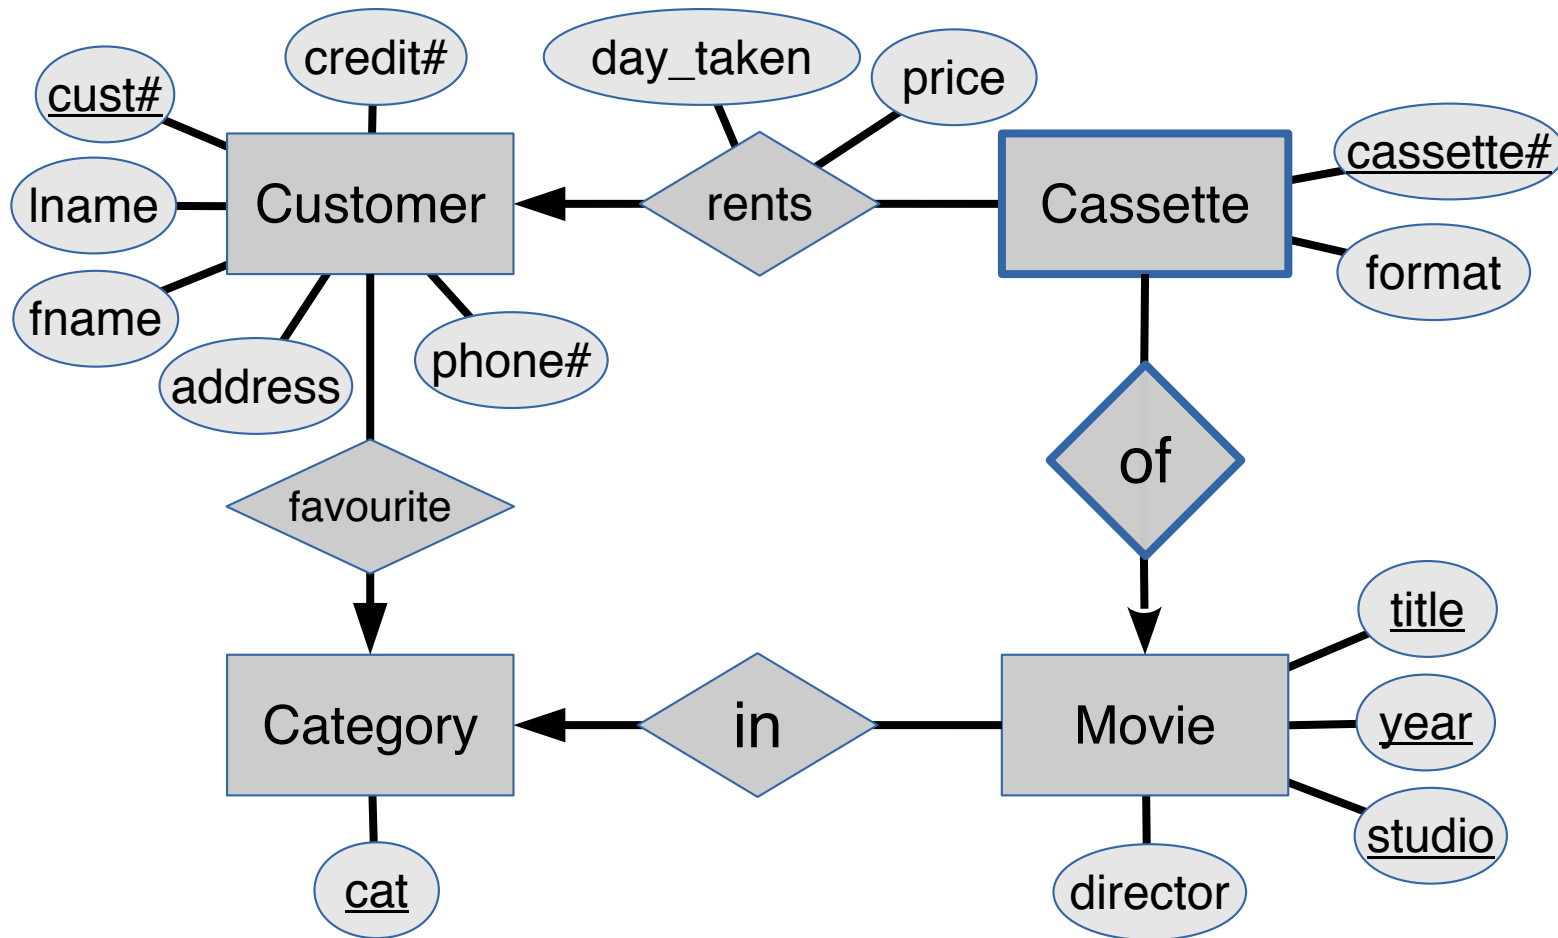 credit#
day_taken
price
cust#
cassette#
lname
Customer
rents
Cassette
format
fname
address
phone#
of
favourite
title
Category
in
Movie
year
studio
cat
director